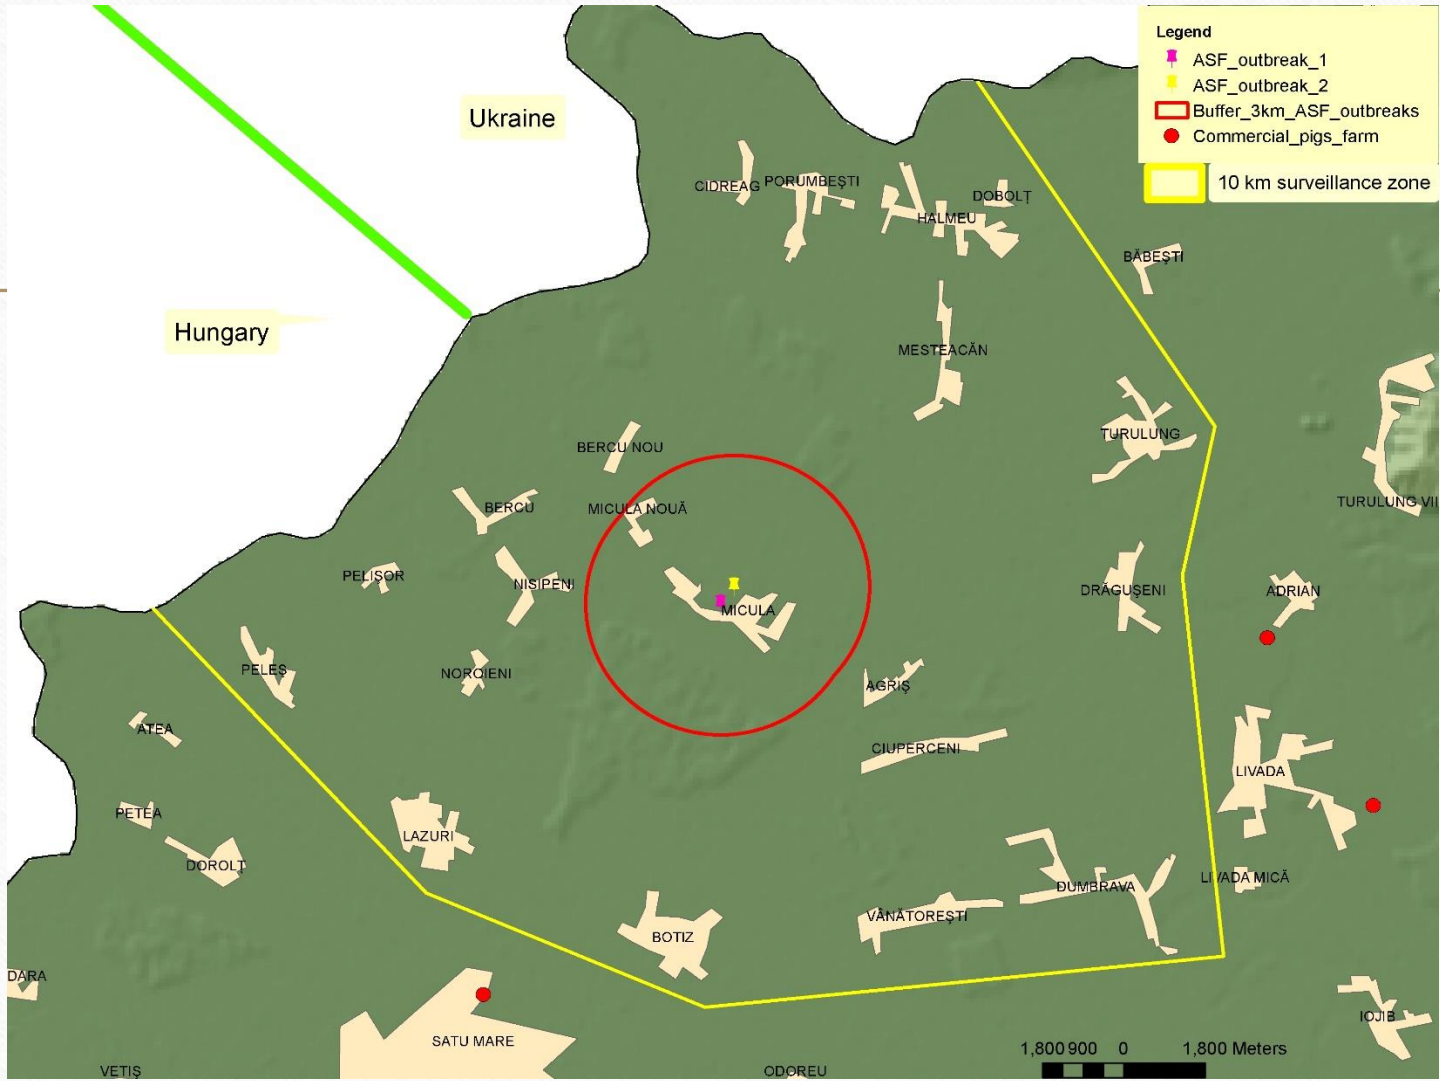 Legend
ASF_outbreak_1
ASF_outbreak_2
Buffer_3km_ASF_outbreaks
Commercial_pigs_farm
10 km surveillance zone
Ukraine
Hungary
CIDREAG
PORUMBEŞTI
DOBOLŢ
HALMEU
BĂBEŞTI
MESTEACĂN
TURULUNG
BERCU NOU
TURULUNG VII
BERCU
MICULA NOUĂ
PELIŞOR
NISIPENI
MICULA
DRĂGUŞENI
ADRIAN
PELEŞ
NOROIENI
AGRIŞ
ATEA
CIUPERCENI
LIVADA
PETEA
LAZURI
DOROLŢ
LIVADA MICĂ
DUMBRAVA
VĂNĂTOREŞTI
BOTIZ
DARA
IOJIB
SATU MARE
VETIŞ
ODOREU
1,800 900 0 1,800 Meters